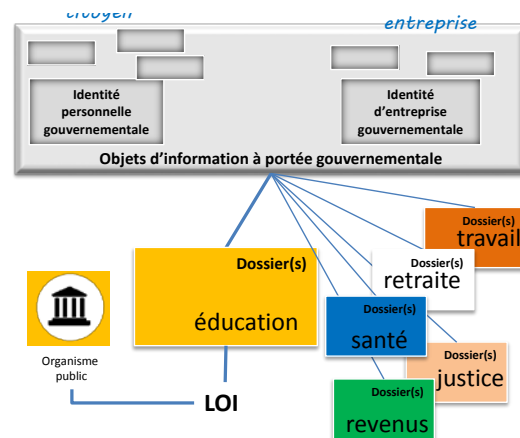 citoyen
entreprise
Identité
personnelle
gouvernementale
Identité
d'entreprise
gouvernementale
Objets d'information à portée gouvernementale
Dossier(s)
travail
Dossier(s)
éducation
Dossier(s)
retraite
Dossier(s)
santé
Dossier(s)
justice
Dossier(s)
revenus
Organisme
public
LOI